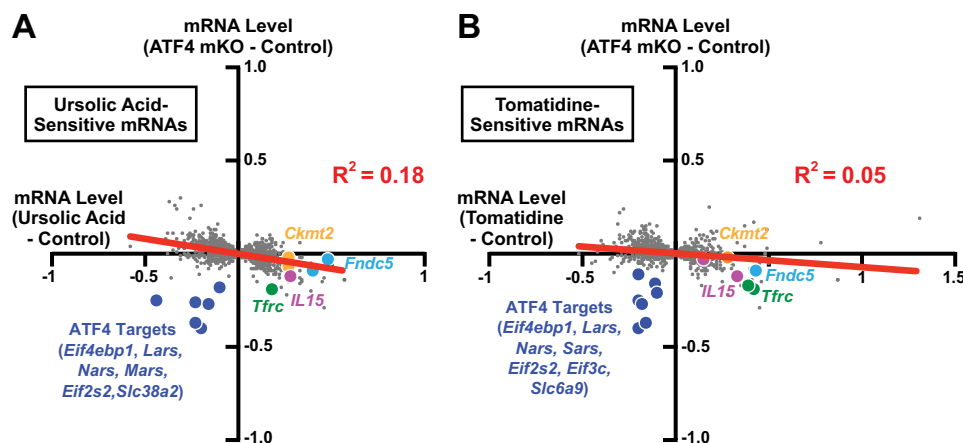 A
mRNA Level
(ATF4 mKO - Control)
1.0
Ursolic Acid-
Sensitive mRNAs
0.5
R² = 0.18
mRNA Level
(Ursolic Acid
- Control)
Ckmt2
-1
-0.5
0
0.5
1
Fndc5
IL15
Tfrc
ATF4 Targets
(Eif4ebp1, Lars,
Nars, Mars,
Eif2s2,Slc38a2)
-0.5
-1.0
B
mRNA Level
(ATF4 mKO - Control)
1.0
Tomatidine-
Sensitive mRNAs
0.5
R² = 0.05
mRNA Level
(Tomatidine
- Control)
Ckmt2
-1
-0.5
0
0.5
1
1.5
Fndc5
IL15
Tfrc
ATF4 Targets
(Eif4ebp1, Lars,
Nars, Sars,
Eif2s2, Eif3c,
Slc6a9)
-0.5
-1.0